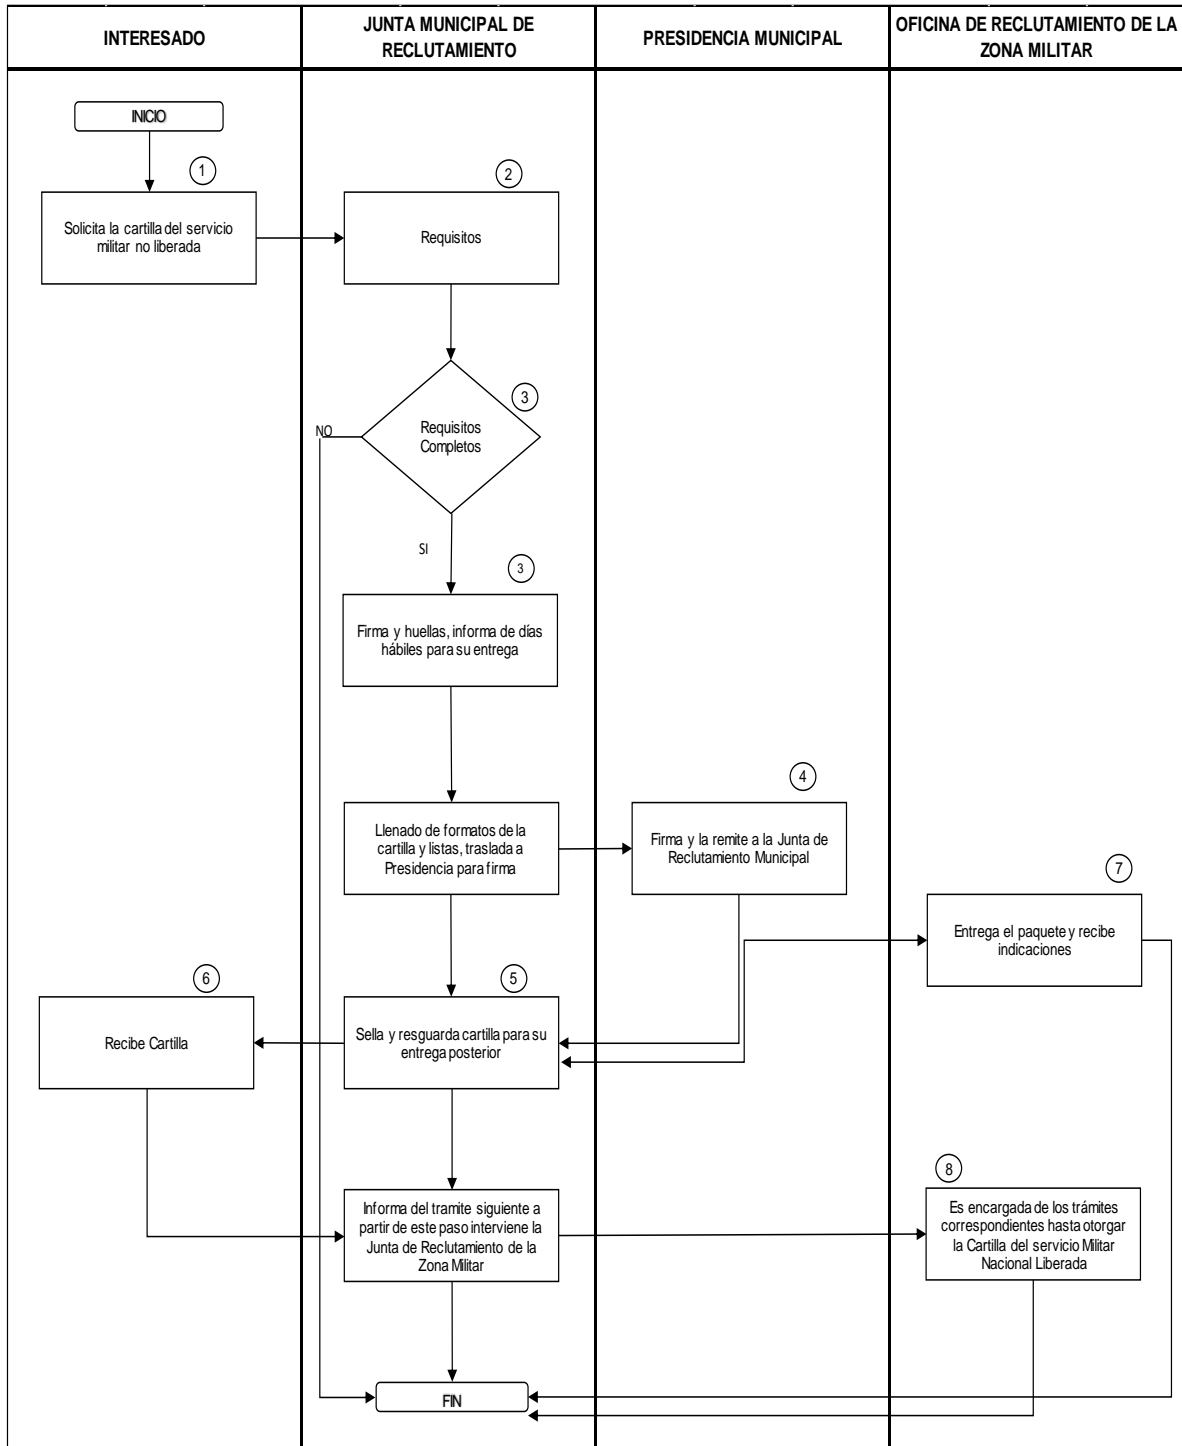 INTERESADO
JUNTA MUNICIPAL DE
RECLUTAMIENTO
PRESIDENCIA MUNICIPAL
OFICINA DE RECLUTAMIENTO DE LA
ZONA MILITAR
INICIO
1
Solicita la cartilla del servicio
militar no liberada
2
Requisitos
3
Requisitos
Completos
NO
SI
3
Firma y huellas, informa de días
hábiles para su entrega
Llenado de formatos de la
cartilla y listas, traslada a
Presidencia para firma
4
Firma y la remite a la Junta de
Reclutamiento Municipal
7
Entrega el paquete y recibe
indicaciones
6
Recibe Cartilla
5
Sella y resguarda cartilla para su
entrega posterior
Informa del tramite siguiente a
partir de este paso interviene la
Junta de Reclutamiento de la
Zona Militar
8
Es encargada de los trámites
correspondientes hasta otorgar
la Cartilla del servicio Militar
Nacional Liberada
FIN